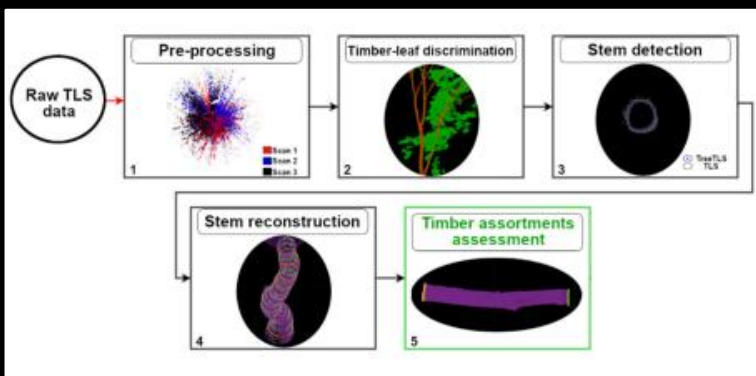 Raw TLS
data
Pre-processing
Scan 1
Scan 2
Scan 3
1
Timber-leaf discrimination
2
Stem detection
TreeTLS
TLS
3
Stem reconstruction
4
Timber assortments
assessment
5